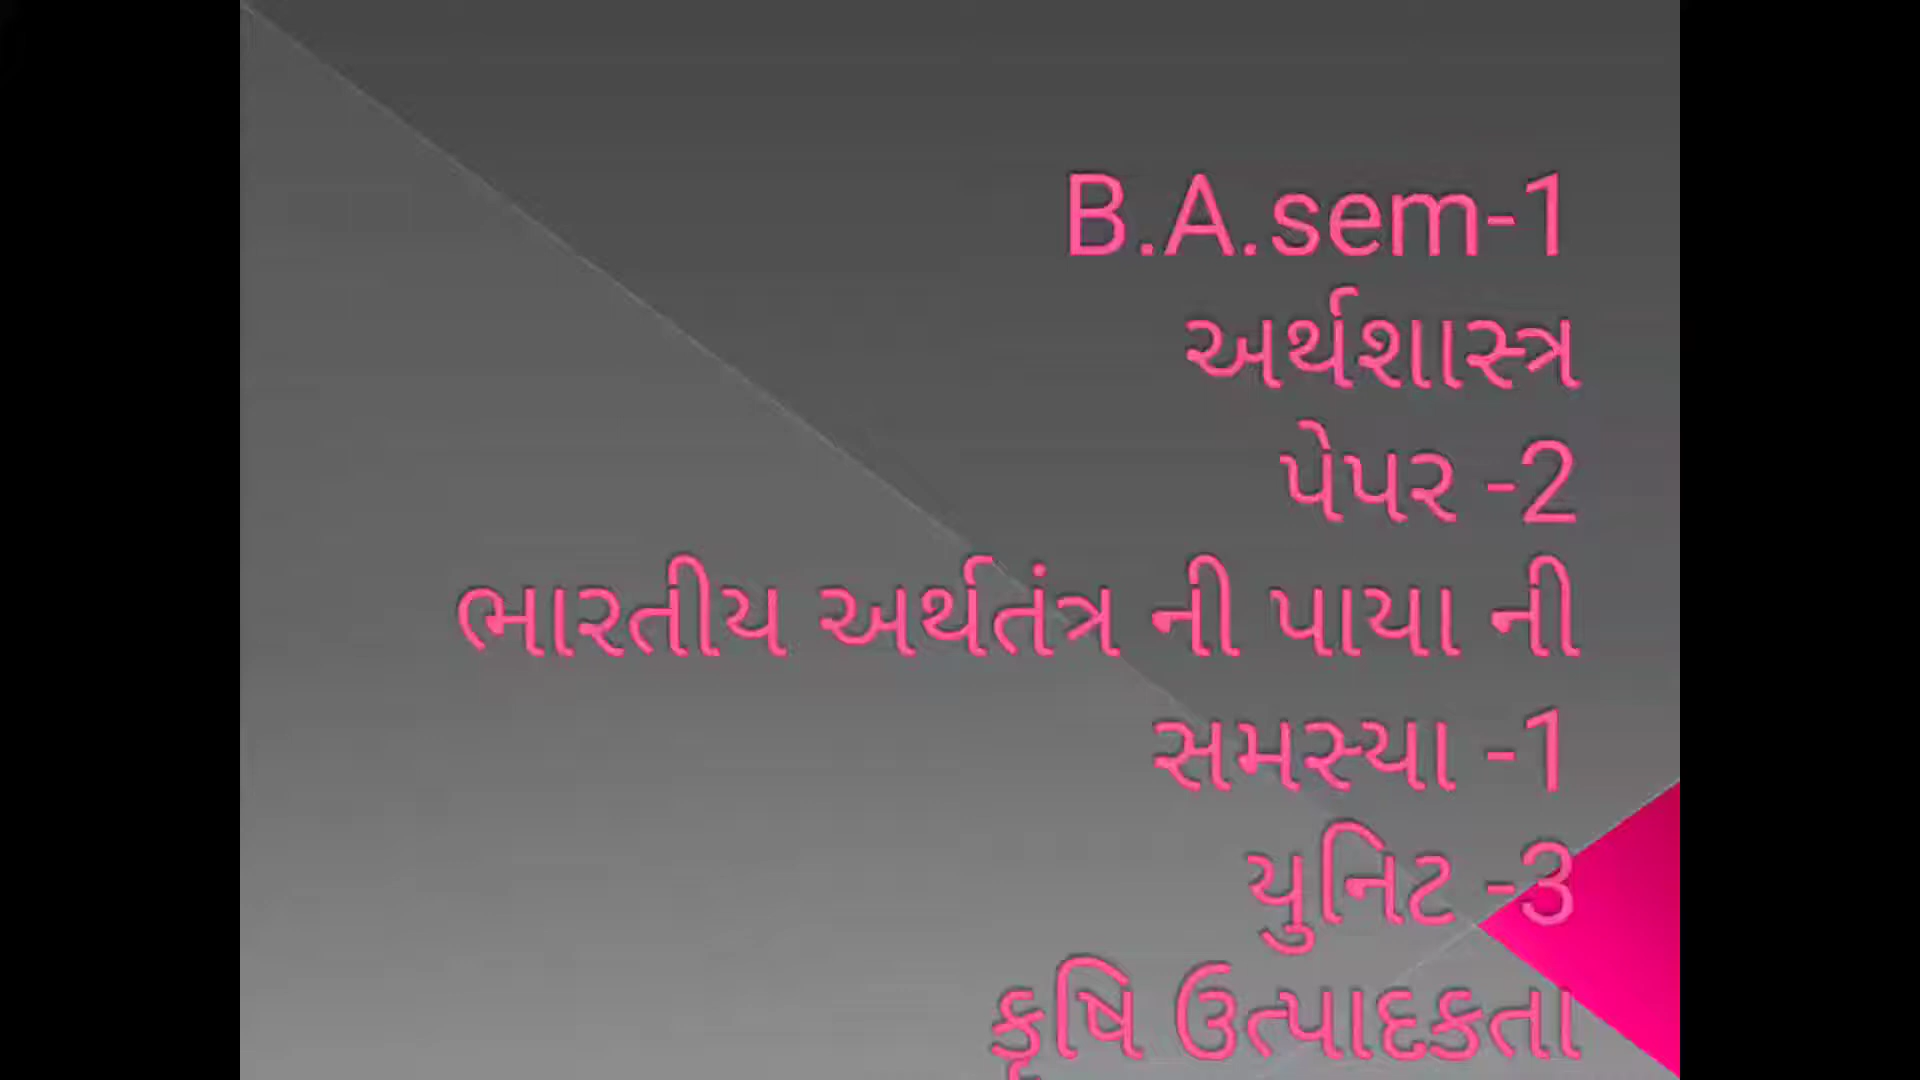 B.A.sem-1
અર્થશાસ્ત્ર
પેપર -2
ભારતીય અર્થતંત્ર ની પાયા ની
સમસ્યા -1
યુનિટ -3
કૃષિ ઉત્પાદકતા